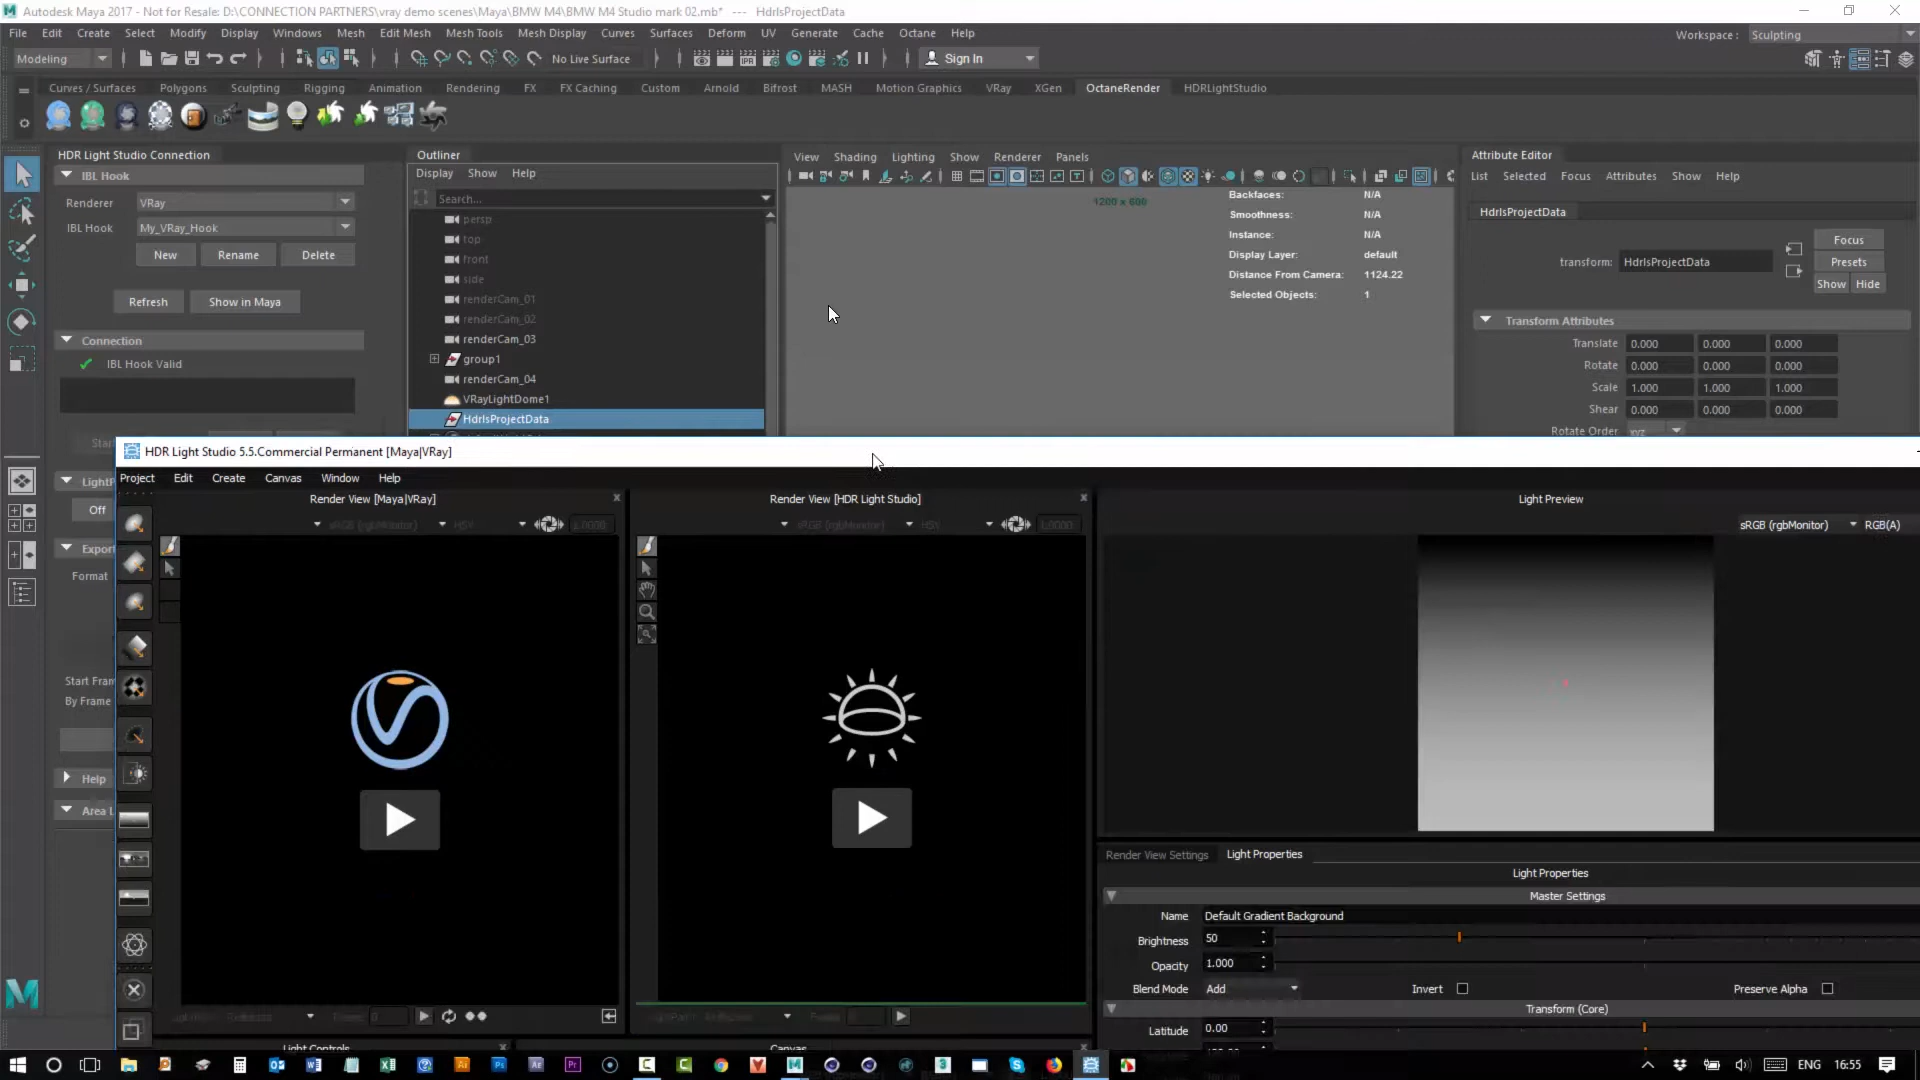 Autodesk Maya 2017 - Not for Resale: D:\CONNECTION PARTNERS\vray demo scenes\Maya\BMW M4\BMW M4 Studio mark 02.mb* --- HdrlsProjectData
File Edit Create Select Modify Display Windows Mesh Edit Mesh Mesh Tools Mesh Display Curves Surfaces Deform UV Generate Cache Octane Help
Workspace : Sculpting
Modeling No Live Surface Sign In
Curves / Surfaces Polygons Sculpting Rigging Animation Rendering FX FX Caching Custom Arnold Bifrost MASH Motion Graphics VRay XGen OctaneRender HDRLightStudio
HDR Light Studio Connection
IBL Hook
Renderer VRay
IBL Hook My_VRay_Hook
New Rename Delete
Refresh Show in Maya
Connection
IBL Hook Valid
Off
Format
By Frame
Help
Outliner
Display Show Help
Search...
persp
top
front
side
renderCam_01
renderCam_02
renderCam_03
group1
renderCam_04
VRayLightDome1
HdrlsProjectData
View Shading Lighting Show Renderer Panels
1200 x 600
Backfaces: N/A
Smoothness: N/A
Instance: N/A
Display Layer: default
Distance From Camera: 1124.22
Selected Objects: 1
Attribute Editor
List Selected Focus Attributes Show Help
HdrlsProjectData
Focus
transform: HdrlsProjectData Presets
Show Hide
Transform Attributes
Translate 0.000 0.000 0.000
Rotate 0.000 0.000 0.000
Scale 1.000 1.000 1.000
Shear 0.000 0.000 0.000
Rotate Order xyz
HDR Light Studio 5.5.Commercial Permanent [Maya|VRay]
Project Edit Create Canvas Window Help
Render View [Maya|VRay]
sRGB (rgbMonitor) HSY
Render View [HDR Light Studio]
sRGB (rgbMonitor) HSY
Light Preview
sRGB (rgbMonitor) RGB(A)
Render View Settings Light Properties
Light Properties
Master Settings
Name Default Gradient Background
Brightness 50
Opacity 1.000
Blend Mode Add Invert Preserve Alpha
Transform (Core)
Latitude 0.00
Light Controls
Canvas
ENG 16:55